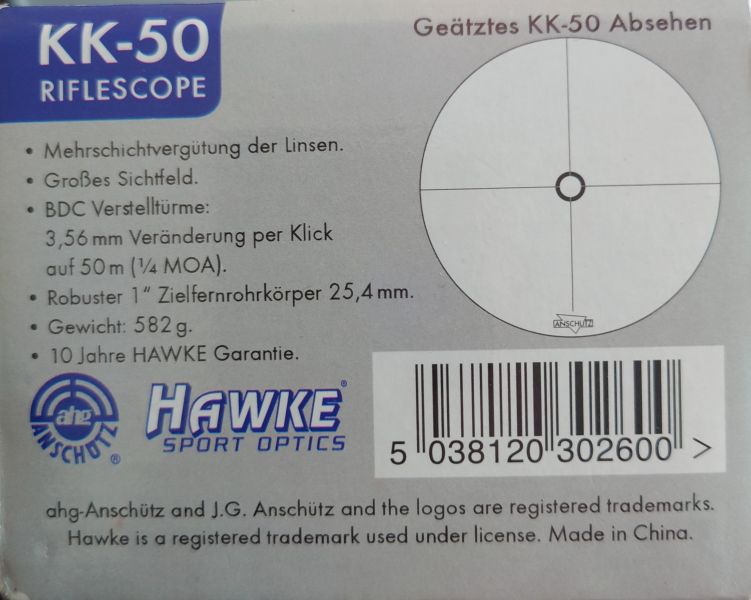 KK-50
RIFLESCOPE
Geätztes KK-50 Absehen
• Mehrschichtvergütung der Linsen.
• Großes Sichtfeld.
• BDC Verstelltürme:
3,56 mm Veränderung per Klick
auf 50 m (¼ MOA).
• Robuster 1" Zielfernrohrkörper 25,4 mm.
• Gewicht: 582 g.
• 10 Jahre HAWKE Garantie.
ANSCHÜTZ
ahg
ANSCHÜTZ®
HAWKE®
SPORT OPTICS
5 038120 302600 >
ahg-Anschütz and J.G. Anschütz and the logos are registered trademarks.
Hawke is a registered trademark used under license. Made in China.